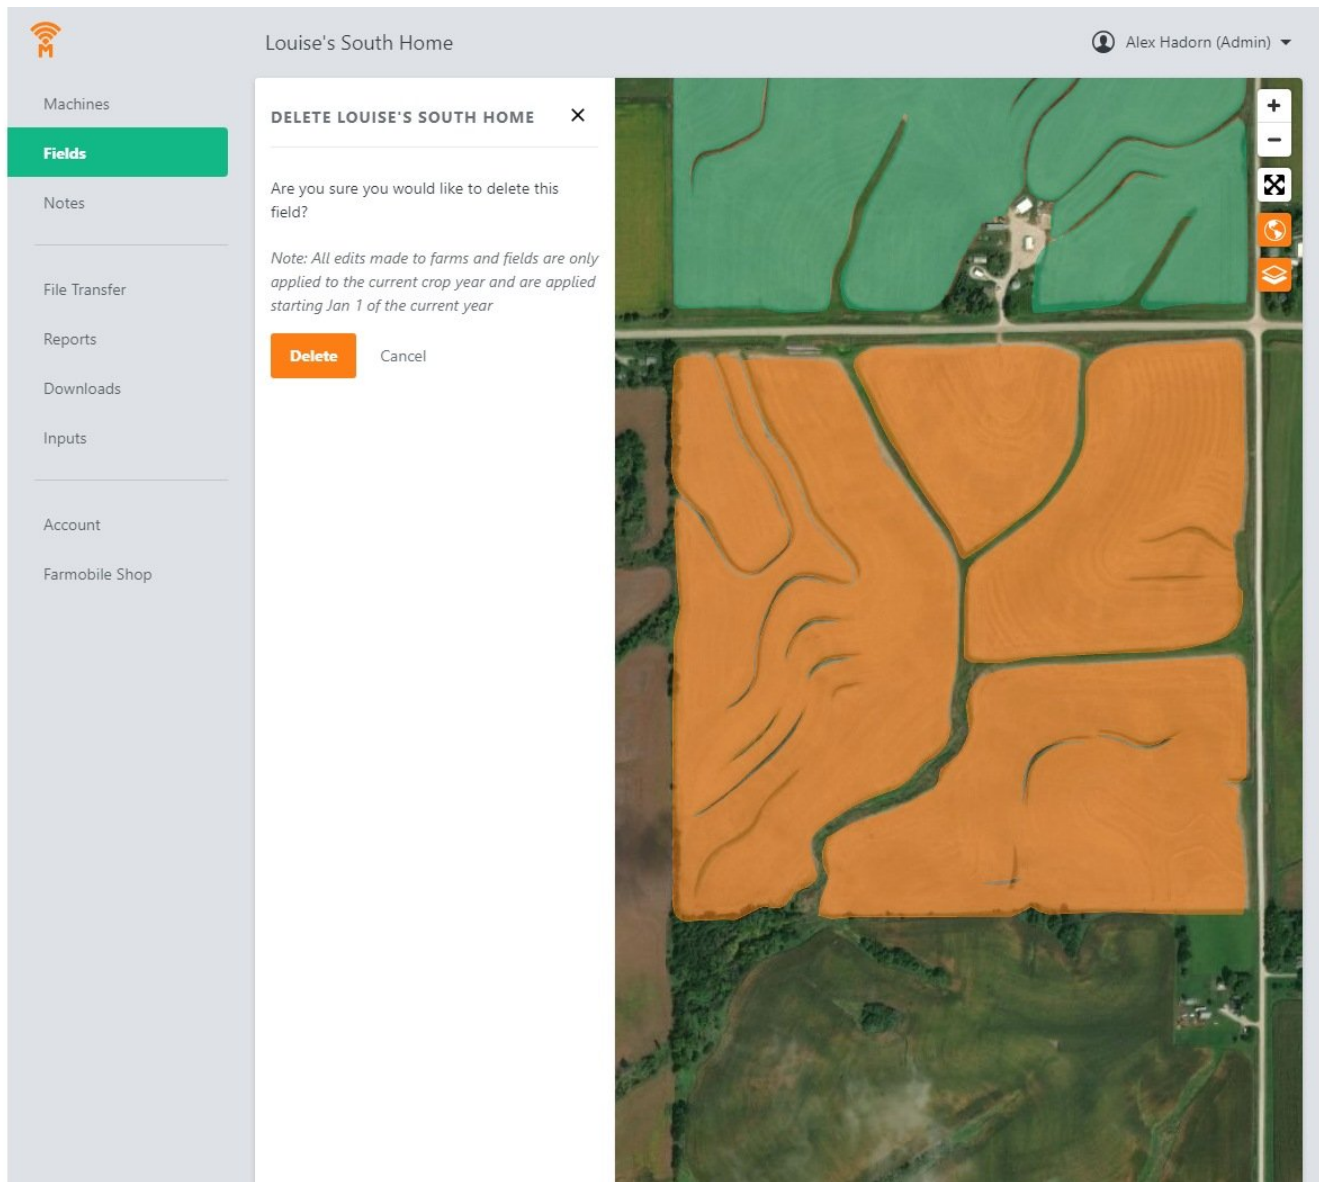 Louise's South Home
Alex Hadorn (Admin)
Machines
Fields
Notes
File Transfer
Reports
Downloads
Inputs
Account
Farmobile Shop
DELETE LOUISE'S SOUTH HOME
Are you sure you would like to delete this
field?
Note: All edits made to farms and fields are only
applied to the current crop year and are applied
starting Jan 1 of the current year
Delete
Cancel